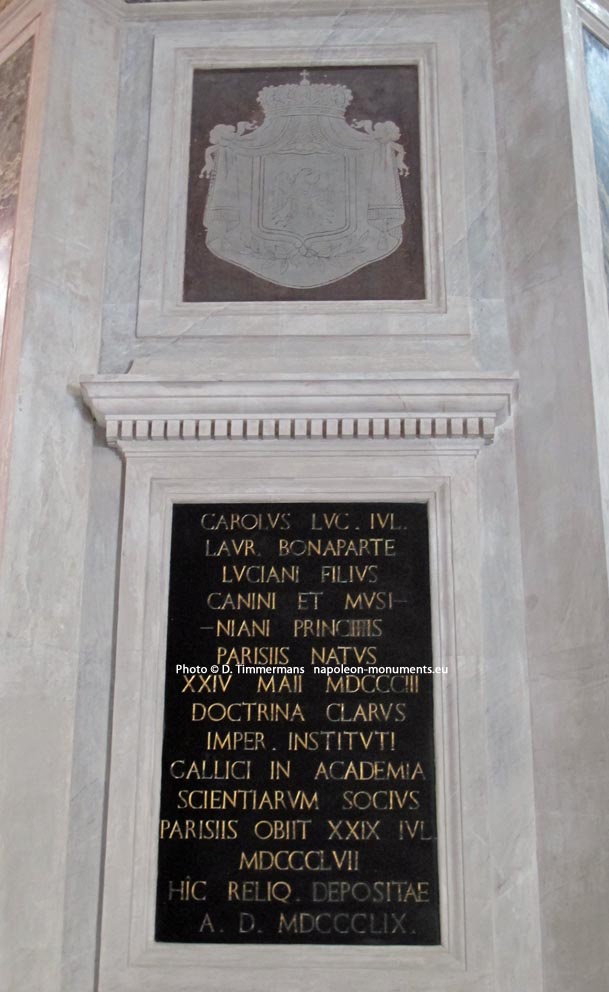 CAROLVS LVC. IVL.
LAVR. BONAPARTE
LVCIANI FILIVS
CANINI ET MVSI-
-NIANI PRINCIPIS
PARISIIS NATVS
Photo © D. Timmermans napoleon-monuments.eu
XXIV MAII MDCCCIII
DOCTRINA CLARVS
IMPER. INSTITVTI
GALLICI IN ACADEMIA
SCIENTIARVM SOCIVS
PARISIIS OBIIT XXIX IVL.
MDCCCLVII
HÎC RELIQ. DEPOSITAE
A. D. MDCCCLIX.